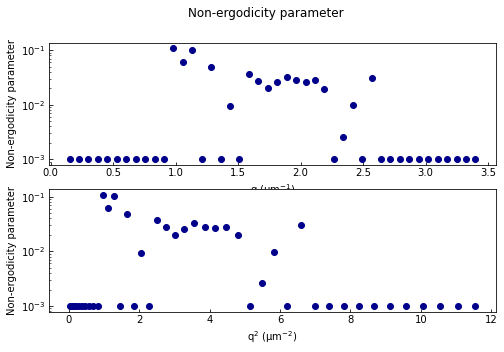 Non-ergodicity parameter
Non-ergodicity parameter
10⁻¹
10⁻²
10⁻³
0.0 0.5 1.0 1.5 2.0 2.5 3.0 3.5
q (μm⁻¹)
Non-ergodicity parameter
10⁻¹
10⁻²
10⁻³
0 2 4 6 8 10 12
q² (μm⁻²)